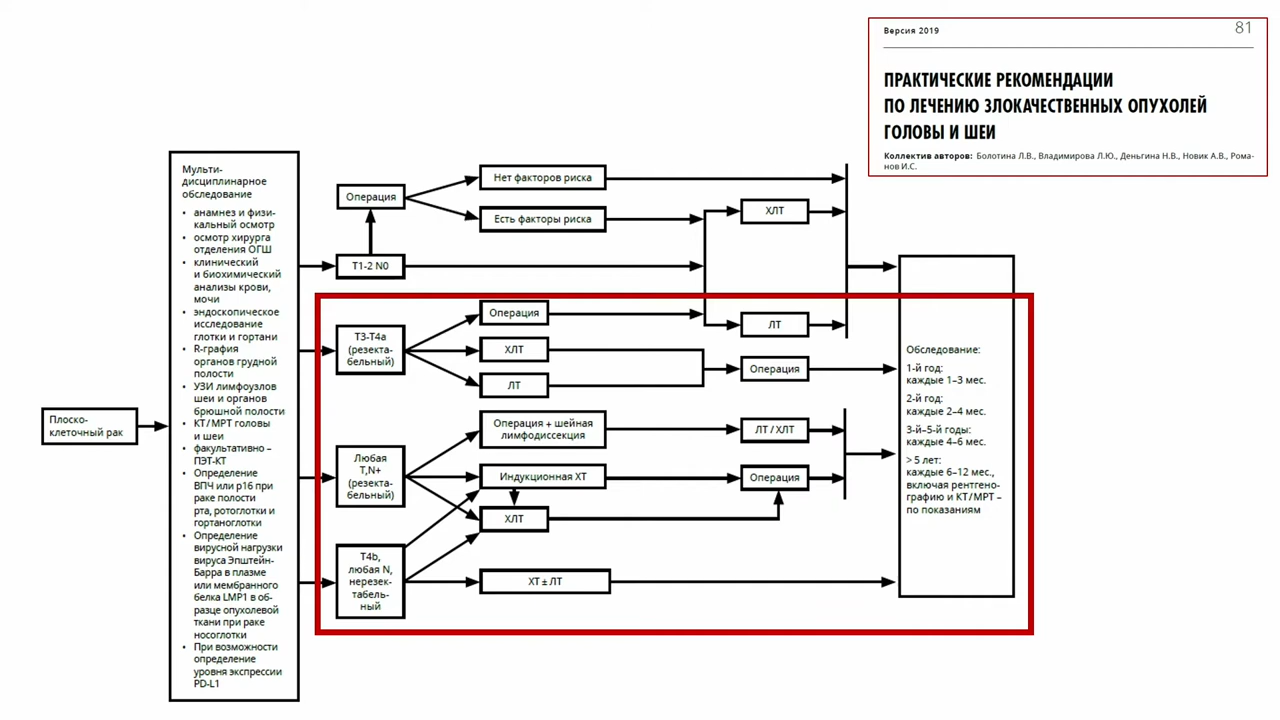 Версия 2019
81
ПРАКТИЧЕСКИЕ РЕКОМЕНДАЦИИ
ПО ЛЕЧЕНИЮ ЗЛОКАЧЕСТВЕННЫХ ОПУХОЛЕЙ
ГОЛОВЫ И ШЕИ
Коллектив авторов: Болотина Л.В., Владимирова Л.Ю., Деньгина Н.В., Новик А.В., Рома-
нов И.С.
Плоско-
клеточный рак
Мульти-
дисциплинарное
обследование
• анамнез и физи-
кальный осмотр
• осмотр хирурга
отделения ОГШ
• клинический
и биохимический
анализы крови,
мочи
• эндоскопическое
исследование
глотки и гортани
• R-графия
органов грудной
полости
• УЗИ лимфоузлов
шеи и органов
брюшной полости
• КТ/МРТ головы
и шеи
• факультативно –
ПЭТ-КТ
• Определение
ВПЧ или p16 при
раке полости
рта, ротоглотки и
гортаноглотки
• Определение
вирусной нагрузки
вируса Эпштейн-
Барра в плазме
или мембранного
белка LMP1 в об-
разце опухолевой
ткани при раке
носоглотки
• При возможности
определение
уровня экспрессии
PD-L1
Операция
Нет факторов риска
Есть факторы риска
ХЛТ
T1-2 N0
T3-T4a
(резекта-
бельный)
Операция
ХЛТ
ЛТ
ЛТ
Операция
Любая
T,N+
(резекта-
бельный)
Операция + шейная
лимфодиссекция
ЛТ / ХЛТ
Индукционная ХТ
Операция
ХЛТ
T4b,
любая N,
нерезек-
табель-
ный
ХТ ± ЛТ
Обследование:
1-й год:
каждые 1–3 мес.
2-й год:
каждые 2–4 мес.
3-й–5-й годы:
каждые 4–6 мес.
> 5 лет:
каждые 6–12 мес.,
включая рентгено-
графию и КТ/МРТ –
по показаниям